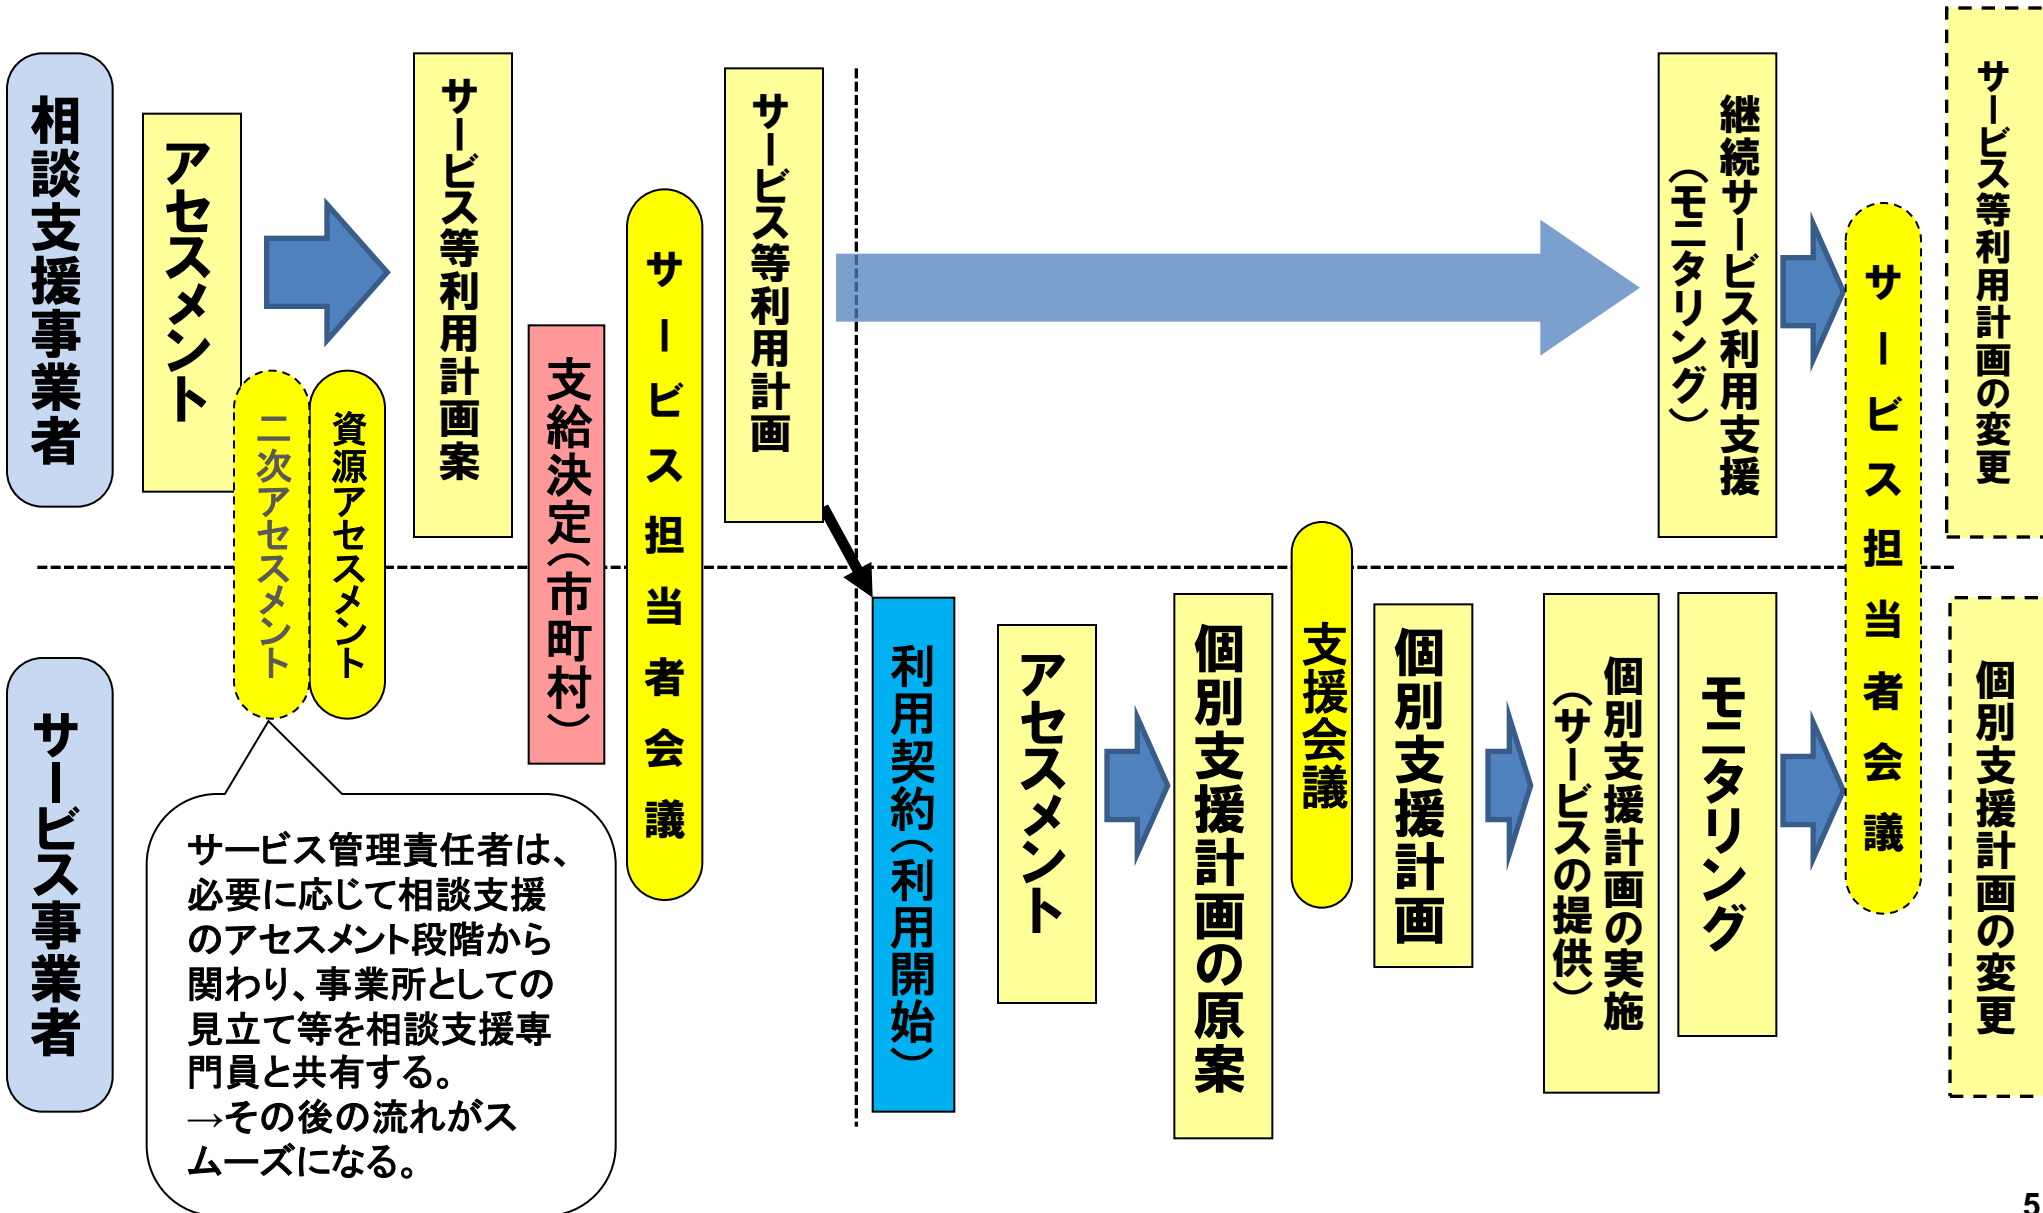 相談支援事業者
アセスメント
二次アセスメント
資源アセスメント
サービス等利用計画案
支給決定（市町村）
サービス担当者会議
サービス等利用計画
継続サービス利用支援
（モニタリング）
サービス担当者会議
サービス等利用計画の変更
サービス事業者
サービス管理責任者は、
必要に応じて相談支援
のアセスメント段階から
関わり、事業所としての
見立て等を相談支援専
門員と共有する。
→その後の流れがス
ムーズになる。
利用契約（利用開始）
アセスメント
個別支援計画の原案
支援会議
個別支援計画
個別支援計画の実施
（サービスの提供）
モニタリング
個別支援計画の変更
5